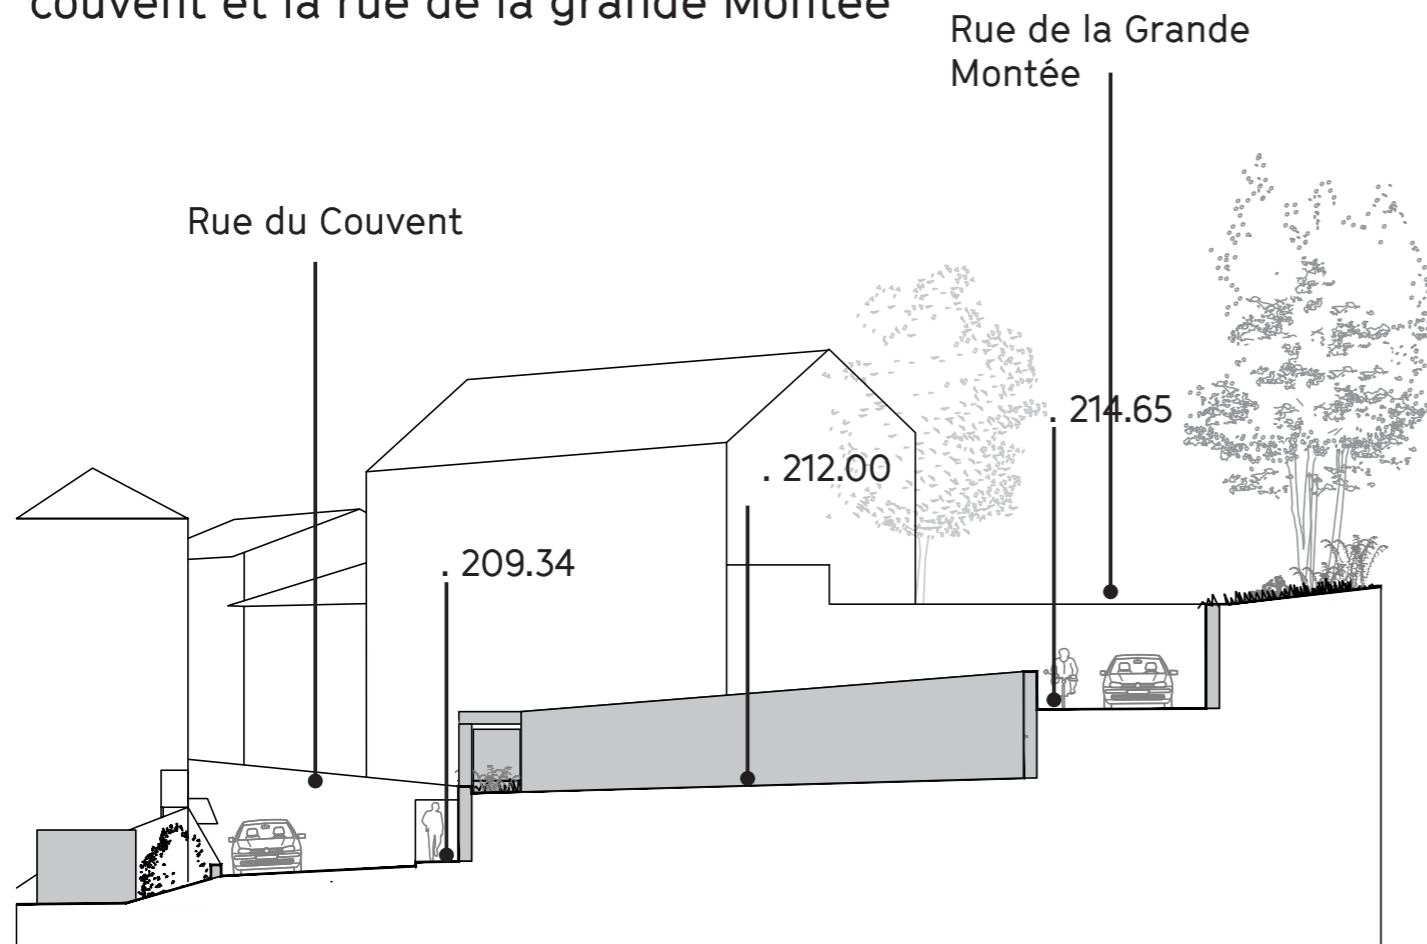 couvent et la rue de la grande Montée
Rue de la Grande
Montée
Rue du Couvent
. 214.65
. 212.00
. 209.34